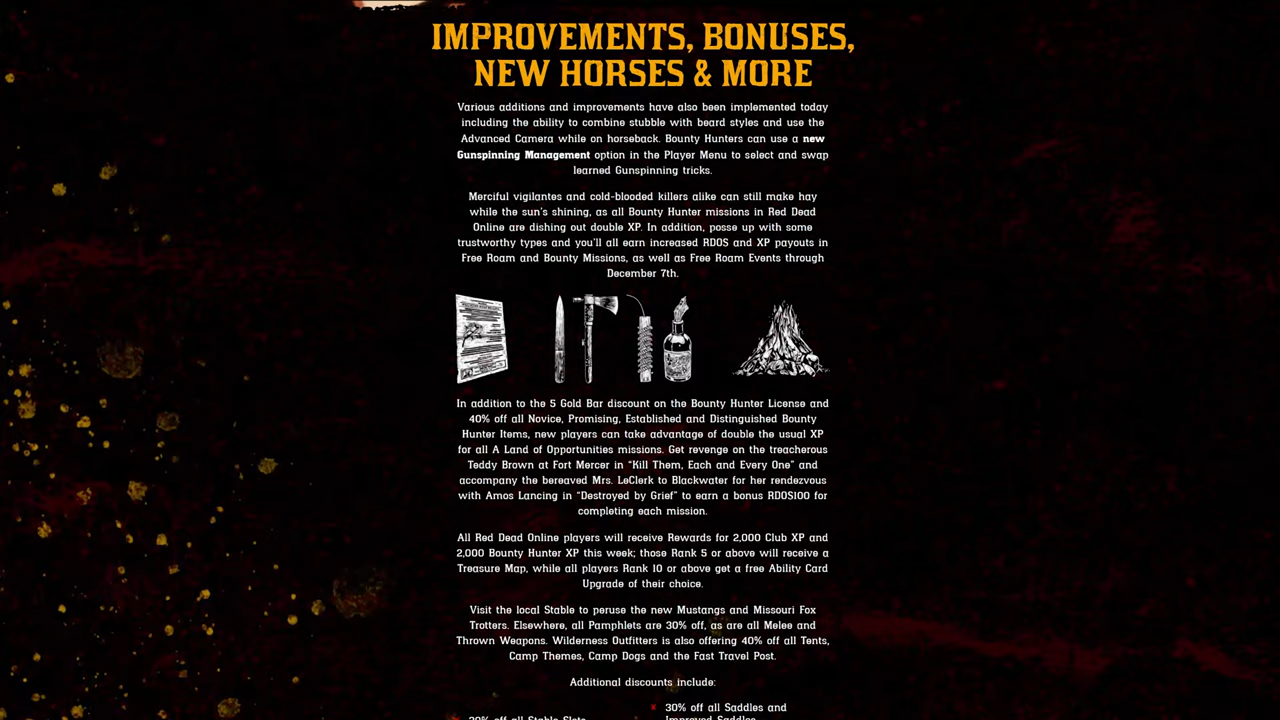 IMPROVEMENTS, BONUSES,
NEW HORSES & MORE
Various additions and improvements have also been implemented today
including the ability to combine stubble with beard styles and use the
Advanced Camera while on horseback. Bounty Hunters can use a new
Gunspinning Management option in the Player Menu to select and swap
learned Gunspinning tricks.
Merciful vigilantes and cold-blooded killers alike can still make hay
while the sun's shining, as all Bounty Hunter missions in Red Dead
Online are dishing out double XP. In addition, posse up with some
trustworthy types and you'll all earn increased RDO$ and XP payouts in
Free Roam and Bounty Missions, as well as Free Roam Events through
December 7th.
In addition to the 5 Gold Bar discount on the Bounty Hunter License and
40% off all Novice, Promising, Established and Distinguished Bounty
Hunter Items, new players can take advantage of double the usual XP
for all A Land of Opportunities missions. Get revenge on the treacherous
Teddy Brown at Fort Mercer in “Kill Them, Each and Every One” and
accompany the bereaved Mrs. LeClerk to Blackwater for her rendezvous
with Amos Lancing in “Destroyed by Grief” to earn a bonus RDO$100 for
completing each mission.
All Red Dead Online players will receive Rewards for 2,000 Club XP and
2,000 Bounty Hunter XP this week; those Rank 5 or above will receive a
Treasure Map, while all players Rank 10 or above get a free Ability Card
Upgrade of their choice.
Visit the local Stable to peruse the new Mustangs and Missouri Fox
Trotters. Elsewhere, all Pamphlets are 30% off, as are all Melee and
Thrown Weapons. Wilderness Outfitters is also offering 40% off all Tents,
Camp Themes, Camp Dogs and the Fast Travel Post.
Additional discounts include:
30% off all Saddles and
Improved Saddles
30% off all Stable Slots